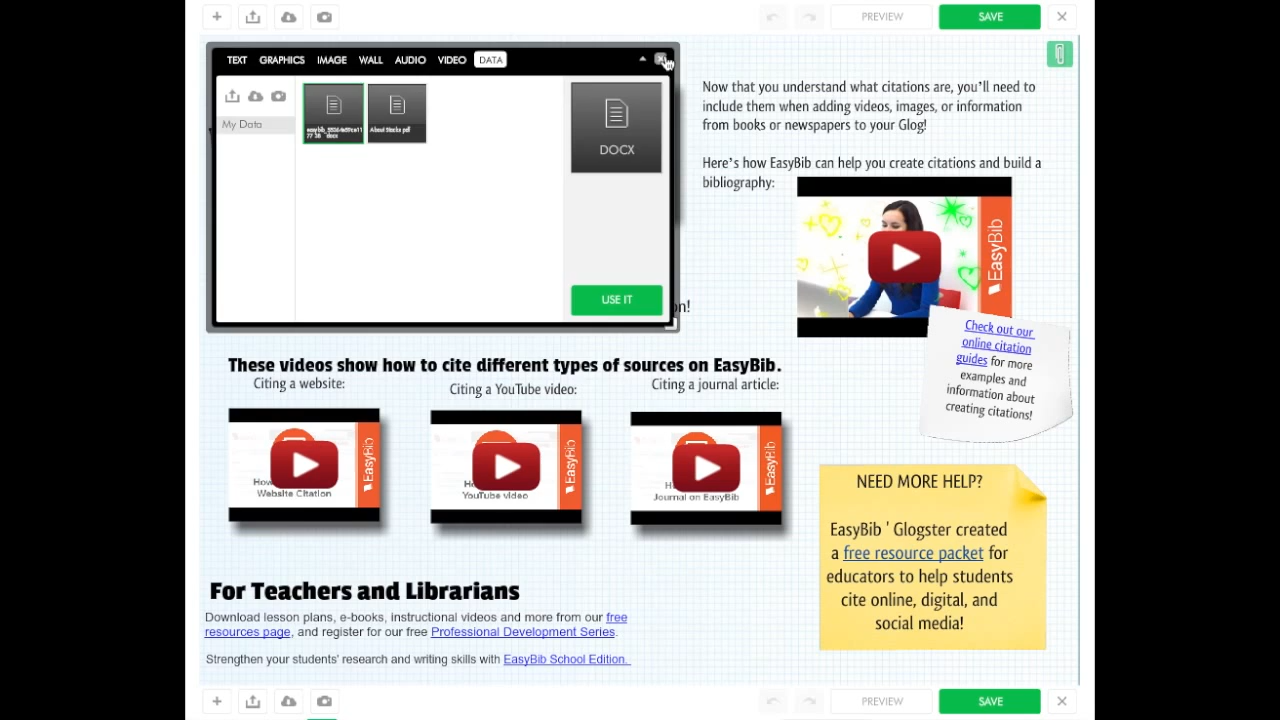 PREVIEW
SAVE
TEXT GRAPHICS IMAGE WALL AUDIO VIDEO DATA
My Data
About Stacks.pdf
DOCX
USE IT
on!
Now that you understand what citations are, you'll need to
include them when adding videos, images, or information
from books or newspapers to your Glog!
Here's how EasyBib can help you create citations and build a
bibliography:
EasyBib
Check out our
online citation
guides for more
examples and
information about
creating citations!
These videos show how to cite different types of sources on EasyBib.
Citing a website:
Citing a YouTube video:
Citing a journal article:
Website Citation
EasyBib
YouTube video
EasyBib
Journal on EasyBib
EasyBib
NEED MORE HELP?
EasyBib ' Glogster created
a free resource packet for
educators to help students
cite online, digital, and
social media!
For Teachers and Librarians
Download lesson plans, e-books, instructional videos and more from our free
resources page, and register for our free Professional Development Series.
Strengthen your students' research and writing skills with EasyBib School Edition.
PREVIEW
SAVE